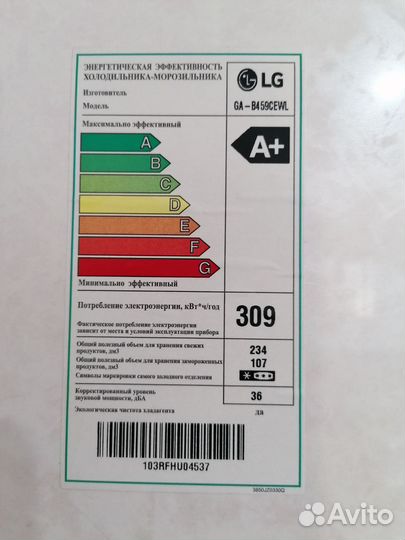 ЭНЕРГЕТИЧЕСКАЯ ЭФФЕКТИВНОСТЬ
ХОЛОДИЛЬНИКА-МОРОЗИЛЬНИКА
LG
Изготовитель
Модель
GA-B459CEWL
Максимально эффективный
A+
A
B
C
D
E
F
G
Минимально эффективный
Потребление электроэнергии, кВт*ч/год
309
Фактическое потребление электроэнергии
зависит от места и условий эксплуатации прибора
Общий полезный объем для хранения свежих
продуктов, дм3
234
Общий полезный объем для хранения замороженных
продуктов, дм3
107
Символы маркировки самого холодного отделения
Корректированный уровень
звуковой мощности, дБА
36
Экологическая чистота хладагента
да
103RFHU04537
3850JZ0330Q
Avito